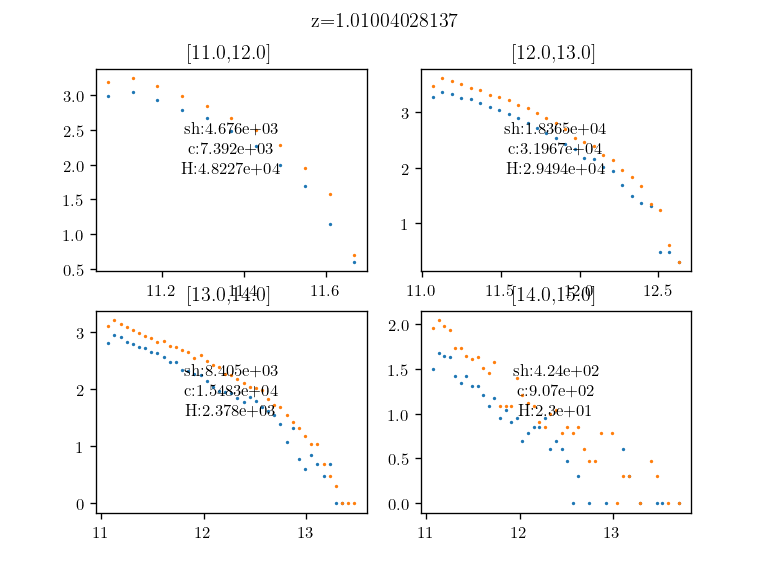 z=1.01004028137
[11.0,12.0]
[12.0,13.0]
3.0
2.5
2.0
1.5
1.0
0.5
sh:4.676e+03
c:7.392e+03
H:4.8227e+04
11.2
11.4
11.6
3
2
1
sh:1.8365e+04
c:3.1967e+04
H:2.9494e+04
11.0
11.5
12.0
12.5
[13.0,14.0]
[14.0,15.0]
3
2
1
0
sh:8.405e+03
c:1.5483e+04
H:2.378e+03
11
12
13
2.0
1.5
1.0
0.5
0.0
sh:4.24e+02
c:9.07e+02
H:2.3e+01
11
12
13